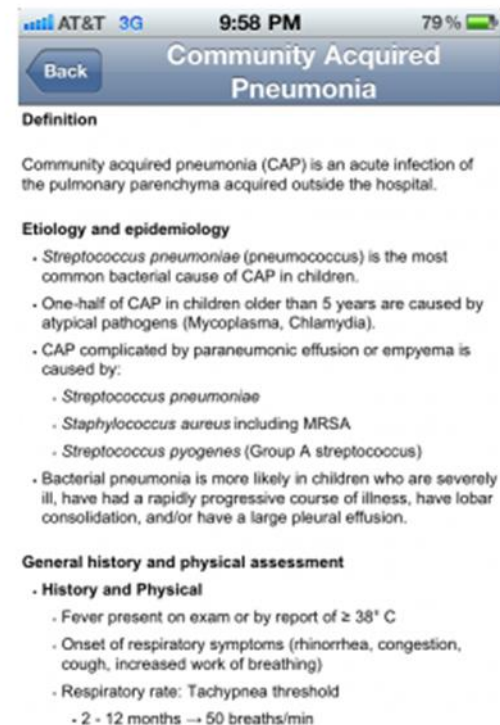 AT&T 3G 9:58 PM 79%
Back
Community Acquired
Pneumonia
Definition
Community acquired pneumonia (CAP) is an acute infection of
the pulmonary parenchyma acquired outside the hospital.
Etiology and epidemiology
• Streptococcus pneumoniae (pneumococcus) is the most
common bacterial cause of CAP in children.
• One-half of CAP in children older than 5 years are caused by
atypical pathogens (Mycoplasma, Chlamydia).
• CAP complicated by paraneumonic effusion or empyema is
caused by:
• Streptococcus pneumoniae
• Staphylococcus aureus including MRSA
• Streptococcus pyogenes (Group A streptococcus)
• Bacterial pneumonia is more likely in children who are severely
ill, have had a rapidly progressive course of illness, have lobar
consolidation, and/or have a large pleural effusion.
General history and physical assessment
• History and Physical
• Fever present on exam or by report of ≥ 38° C
• Onset of respiratory symptoms (rhinorrhea, congestion,
cough, increased work of breathing)
• Respiratory rate: Tachypnea threshold
• 2 - 12 months → 50 breaths/min